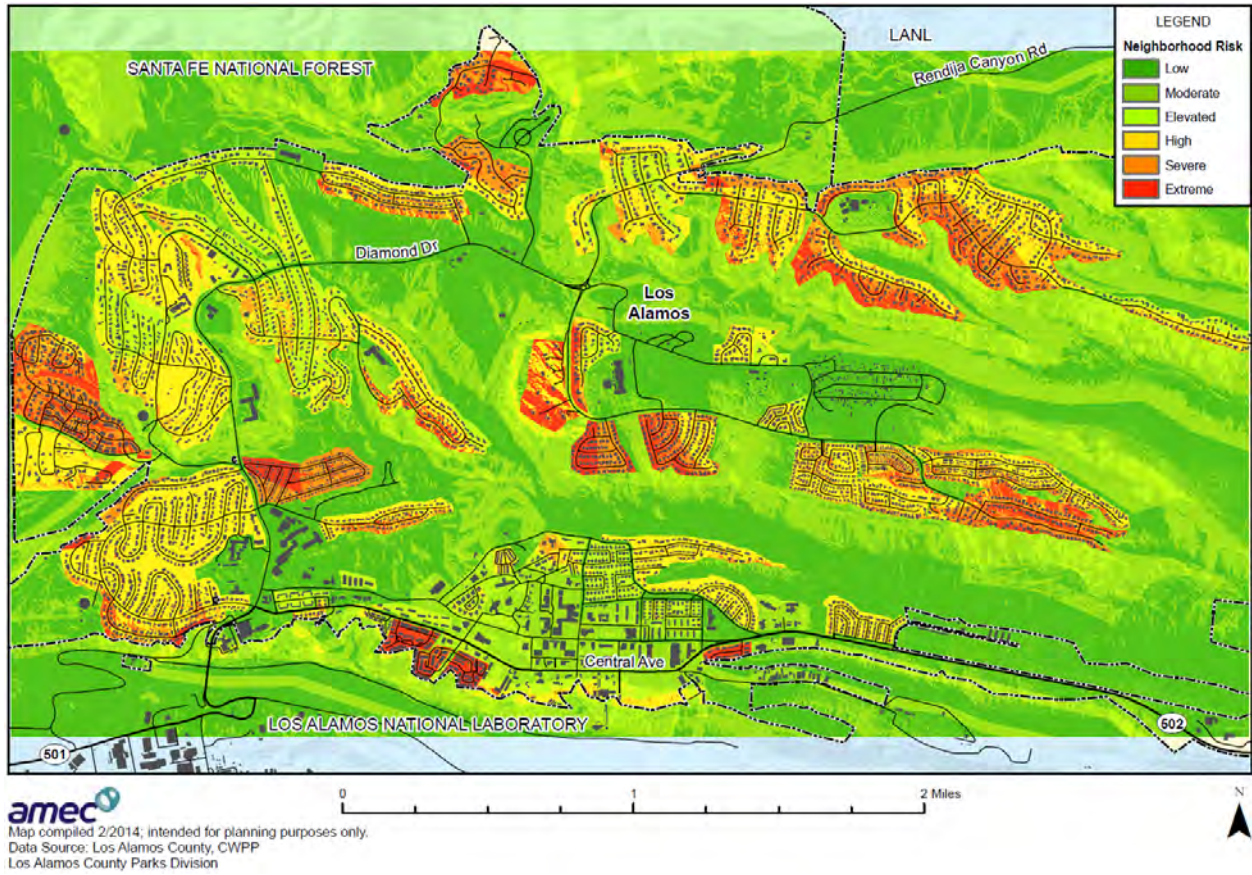 LEGEND
Neighborhood Risk
Low
Moderate
Elevated
High
Severe
Extreme
LANL
SANTA FE NATIONAL FOREST
Rendija Canyon Rd
Diamond Dr
Los
Alamos
Central Ave
LOS ALAMOS NATIONAL LABORATORY
501
502
amec
0 1 2 Miles
N
Map compiled 2/2014; intended for planning purposes only.
Data Source: Los Alamos County, CWPP
Los Alamos County Parks Division